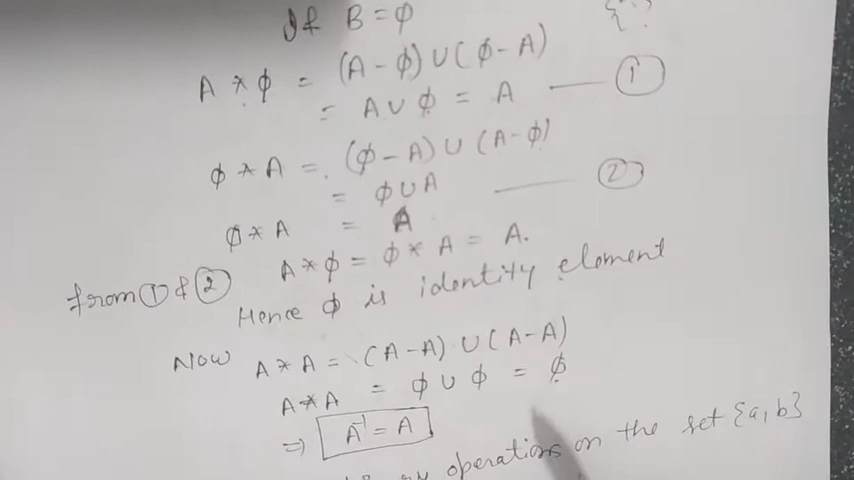 If B = ϕ
A * ϕ = (A - ϕ) ∪ (ϕ - A)
= A ∪ ϕ = A —— ①
ϕ * A = (ϕ - A) ∪ (A - ϕ)
= ϕ ∪ A —— ②
ϕ * A = A
from ① & ② A * ϕ = ϕ * A = A.
Hence ϕ is identity element
Now A * A = (A - A) ∪ (A - A)
A * A = ϕ ∪ ϕ = ϕ
⇒ A⁻¹ = A
operations on the set {a, b}